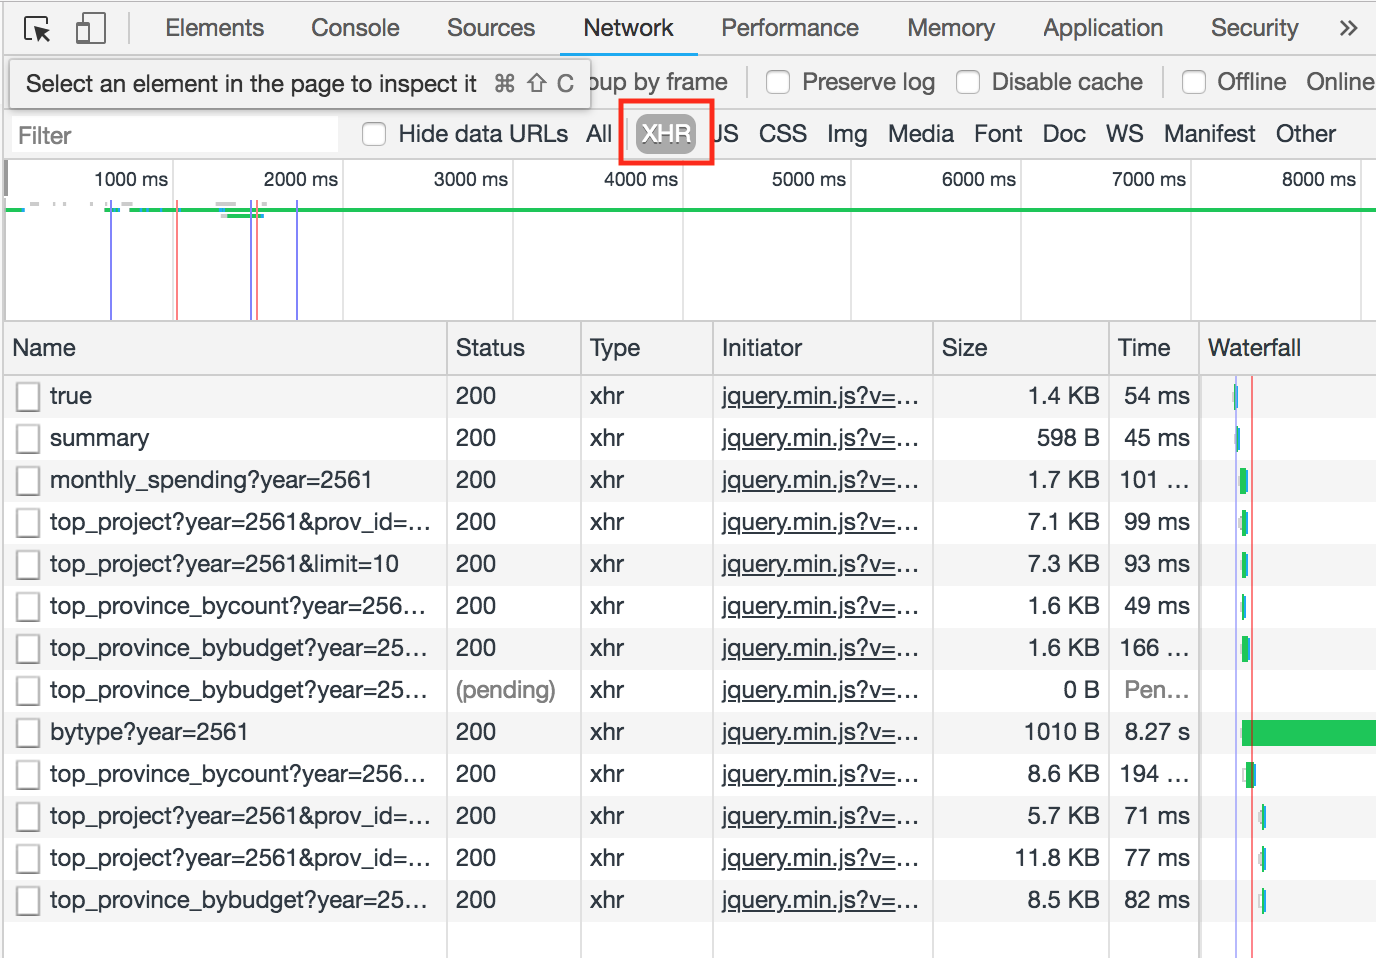 Elements Console Sources Network Performance Memory Application Security »
Select an element in the page to inspect it ⌘ ⇧ C oup by frame Preserve log Disable cache Offline Online
Filter Hide data URLs All XHR JS CSS Img Media Font Doc WS Manifest Other
1000 ms 2000 ms 3000 ms 4000 ms 5000 ms 6000 ms 7000 ms 8000 ms
Name Status Type Initiator Size Time Waterfall
true 200 xhr jquery.min.js?v=... 1.4 KB 54 ms
summary 200 xhr jquery.min.js?v=... 598 B 45 ms
monthly_spending?year=2561 200 xhr jquery.min.js?v=... 1.7 KB 101 ...
top_project?year=2561&prov_id=... 200 xhr jquery.min.js?v=... 7.1 KB 99 ms
top_project?year=2561&limit=10 200 xhr jquery.min.js?v=... 7.3 KB 93 ms
top_province_bycount?year=256... 200 xhr jquery.min.js?v=... 1.6 KB 49 ms
top_province_bybudget?year=25... 200 xhr jquery.min.js?v=... 1.6 KB 166 ...
top_province_bybudget?year=25... (pending) xhr jquery.min.js?v=... 0 B Pen...
bytype?year=2561 200 xhr jquery.min.js?v=... 1010 B 8.27 s
top_province_bycount?year=256... 200 xhr jquery.min.js?v=... 8.6 KB 194 ...
top_project?year=2561&prov_id=... 200 xhr jquery.min.js?v=... 5.7 KB 71 ms
top_project?year=2561&prov_id=... 200 xhr jquery.min.js?v=... 11.8 KB 77 ms
top_province_bybudget?year=25... 200 xhr jquery.min.js?v=... 8.5 KB 82 ms